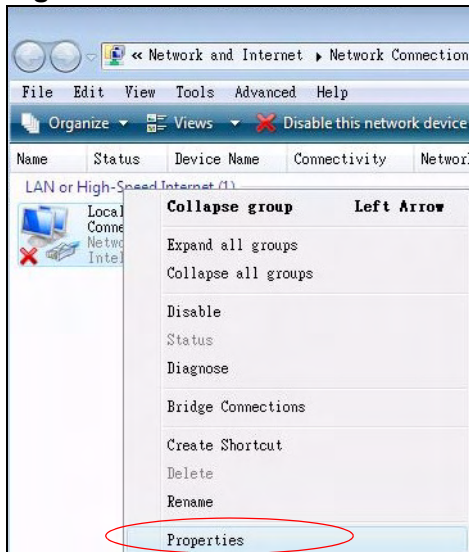 « Network and Internet ▸ Network Connection
File Edit View Tools Advanced Help
Organize Views Disable this network device
Name Status Device Name Connectivity Networ
LAN or High-Speed Internet (1)
Local
Conne
Netwo
Intel
Collapse group Left Arrow
Expand all groups
Collapse all groups
Disable
Status
Diagnose
Bridge Connections
Create Shortcut
Delete
Rename
Properties